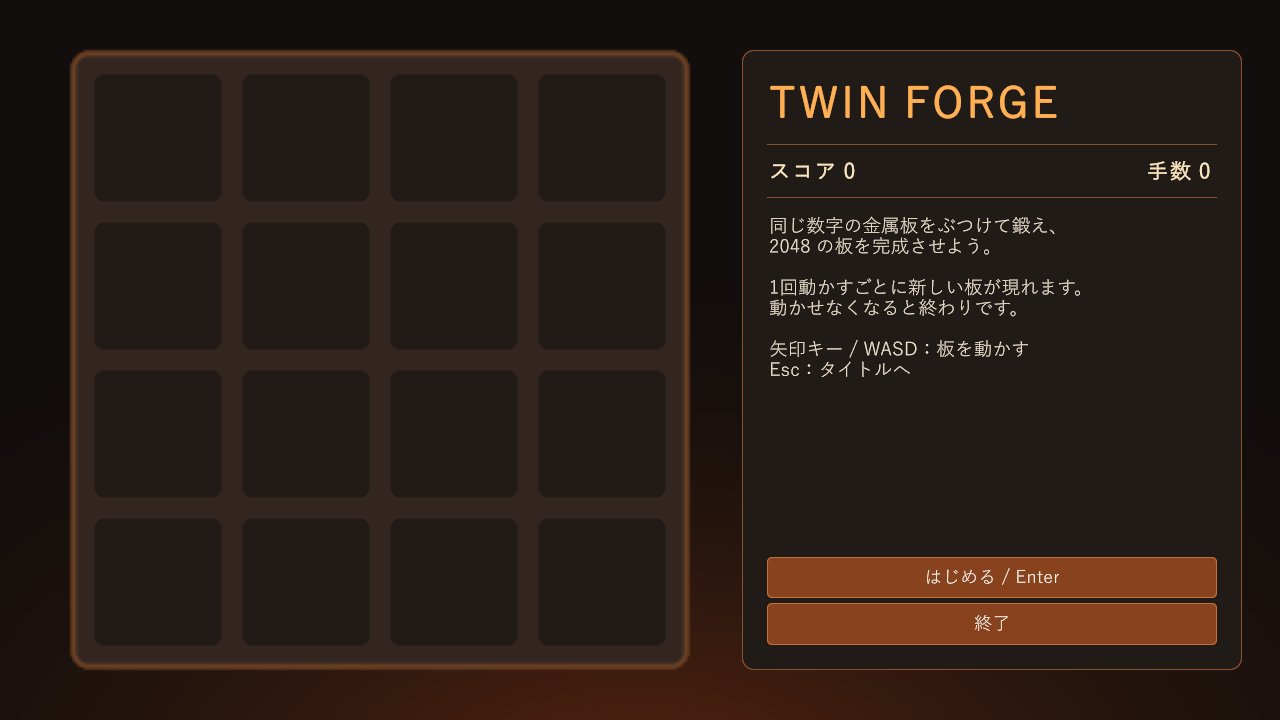 TWIN FORGE
スコア 0
手数 0
同じ数字の金属板をぶつけて鍛え、
2048 の板を完成させよう。
1回動かすごとに新しい板が現れます。
動かせなくなると終わりです。
矢印キー / WASD：板を動かす
Esc：タイトルへ
はじめる / Enter
終了